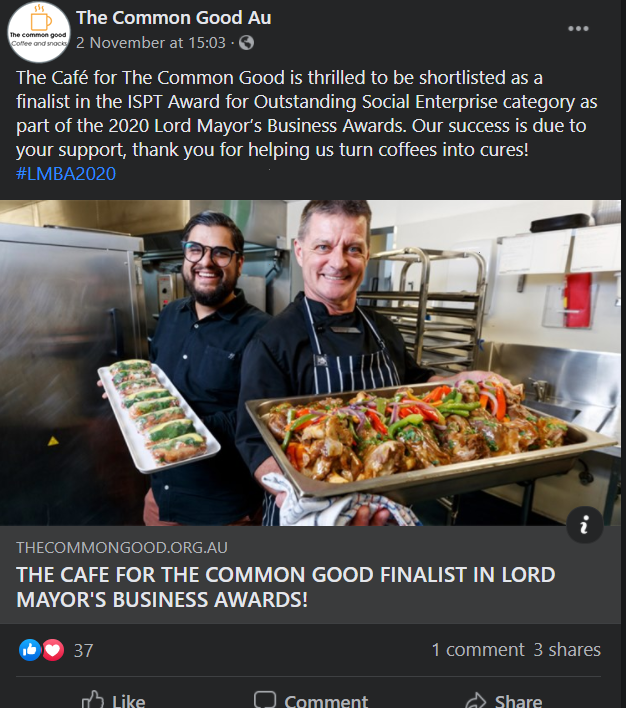 The common good
Coffee and snacks
The Common Good Au
2 November at 15:03 ·
The Café for The Common Good is thrilled to be shortlisted as a
finalist in the ISPT Award for Outstanding Social Enterprise category as
part of the 2020 Lord Mayor's Business Awards. Our success is due to
your support, thank you for helping us turn coffees into cures!
#LMBA2020
THECOMMONGOOD.ORG.AU
THE CAFE FOR THE COMMON GOOD FINALIST IN LORD
MAYOR'S BUSINESS AWARDS!
37
1 comment 3 shares
Like Comment Share